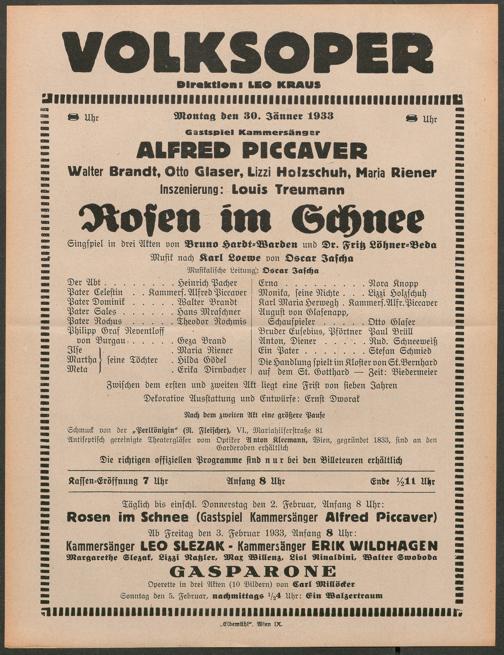 VOLKSOPER
Direktion: LEO KRAUS
8 Uhr Montag den 30. Jänner 1933 8 Uhr
Gastspiel Kammersänger
ALFRED PICCAVER
Walter Brandt, Otto Glaser, Lizzi Holzschuh, Maria Riener
Inszenierung: Louis Treumann
Rosen im Schnee
Singspiel in drei Akten von Bruno Hardt-Warden und Dr. Fritz Löhner-Beda
Musik nach Karl Loewe von Oscar Jascha
Musikalische Leitung: Oscar Jascha
Der Abt . . . . . . . . Heinrich Pacher
Pater Celestin . . Kammers. Alfred Piccaver
Pater Dominik . . . . . Walter Brandt
Pater Sales . . . . . . Hans Mraschner
Pater Rochus . . . . . Theodor Rochmis
Philipp Graf Reventloff
von Burgau . . . . . Geza Brand
Ilse . . . . . Maria Riener
Martha } seine Töchter . . Hilda Gödel
Meta . . . . . Erika Dirnbacher
Erna . . . . . . . . . Nora Knopp
Monika, seine Nichte . . Lizzi Holzschuh
Karl Maria Herwegh . Kammers. Alfr. Piccaver
August von Glasenapp,
Schauspieler . . . . . Otto Glaser
Bruder Eusebius, Pförtner Paul Brüll
Anton, Diener . . . . Rud. Schneeweiß
Ein Pater . . . . . . Stefan Schmied
Die Handlung spielt im Kloster von St. Bernhard
auf dem St. Gotthard — Zeit: Biedermeier
Zwischen dem ersten und zweiten Akt liegt eine Frist von sieben Jahren
Dekorative Ausstattung und Entwürfe: Ernst Dworak
Nach dem zweiten Akt eine größere Pause
Schmuck von der „Perlkönigin“ (R. Fleischer), VI., Mariahilferstraße 81
Antiseptisch gereinigte Theatergläser vom Optiker Anton Kleemann, Wien, gegründet 1833, sind an den
Garderoben erhältlich
Die richtigen offiziellen Programme sind nur bei den Billeteuren erhältlich
Kassen-Eröffnung 7 Uhr Anfang 8 Uhr Ende ½11 Uhr
Täglich bis einschl. Donnerstag den 2. Februar, Anfang 8 Uhr:
Rosen im Schnee (Gastspiel Kammersänger Alfred Piccaver)
Ab Freitag den 3. Februar 1933, Anfang 8 Uhr:
Kammersänger LEO SLEZAK - Kammersänger ERIK WILDHAGEN
Margarethe Slezak, Lizzi Natzler, Max Willenz, Lisl Rinaldini, Walter Swoboda
GASPARONE
Operette in drei Akten (10 Bildern) von Carl Millöcker
Sonntag den 5. Februar, nachmittags ¼4 Uhr: Ein Walzertraum
„Elbemühl“, Wien IX.